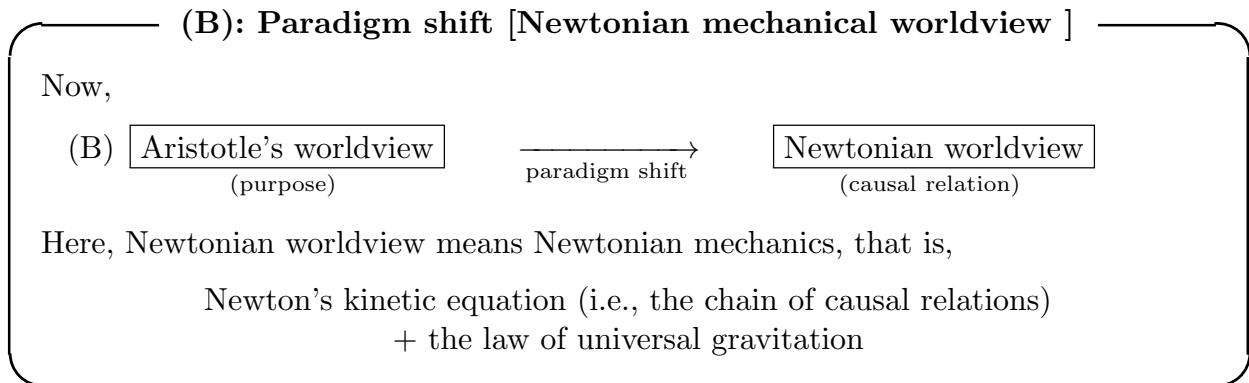 (B): Paradigm shift [Newtonian mechanical worldview ]
Now,
(B) Aristotle's worldview → Newtonian worldview
(purpose) paradigm shift (causal relation)
Here, Newtonian worldview means Newtonian mechanics, that is,
Newton's kinetic equation (i.e., the chain of causal relations)
+ the law of universal gravitation